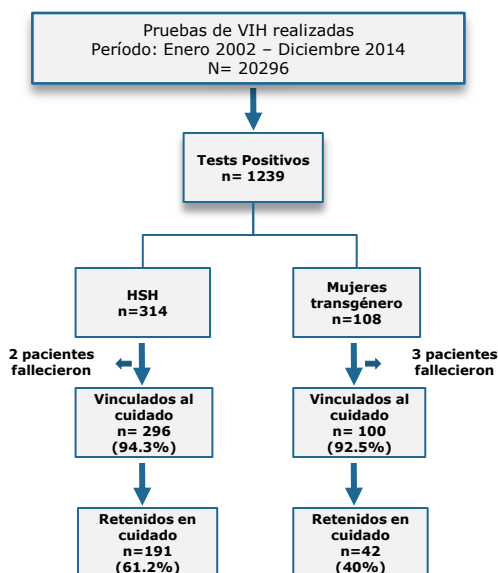 Pruebas de VIH realizadas
Período: Enero 2002 – Diciembre 2014
N= 20296
Tests Positivos
n= 1239
HSH
n=314
Mujeres
transgénero
n=108
2 pacientes
fallecieron
3 pacientes
fallecieron
Vinculados al
cuidado
n= 296
(94.3%)
Vinculados al
cuidado
n= 100
(92.5%)
Retenidos en
cuidado
n=191
(61.2%)
Retenidos en
cuidado
n=42
(40%)